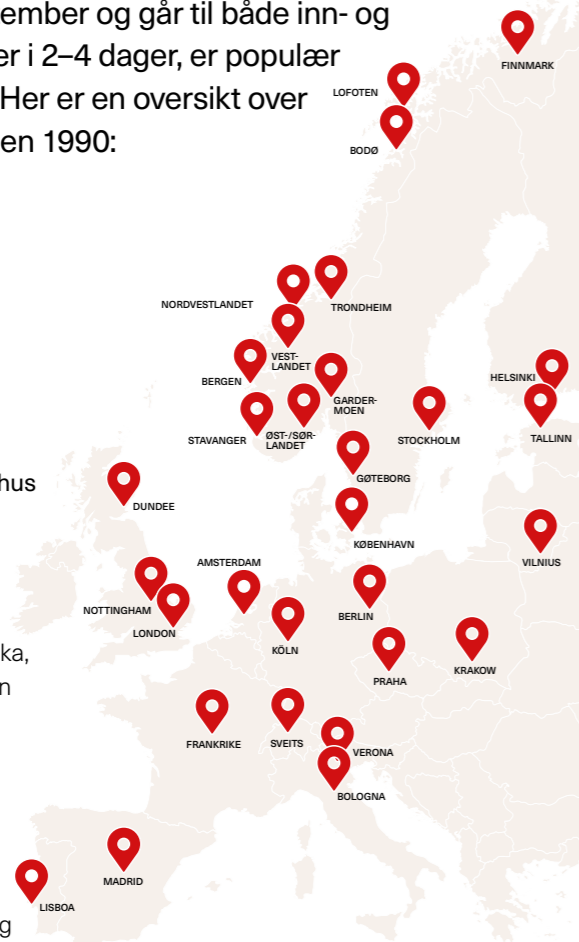 ember og går til både inn- og
er i 2–4 dager, er populær
Her er en oversikt over
en 1990:
FINNMARK
LOFOTEN
BODØ
NORDVESTLANDET
TRONDHEIM
VEST-
LANDET
BERGEN
GARDER-
MOEN
HELSINKI
STAVANGER
ØST-/SØR-
LANDET
STOCKHOLM
TALLINN
GØTEBORG
hus
DUNDEE
KØBENHAVN
VILNIUS
AMSTERDAM
NOTTINGHAM
BERLIN
LONDON
KÖLN
ka,
n
PRAHA
KRAKOW
FRANKRIKE
SVEITS
VERONA
BOLOGNA
MADRID
LISBOA
g